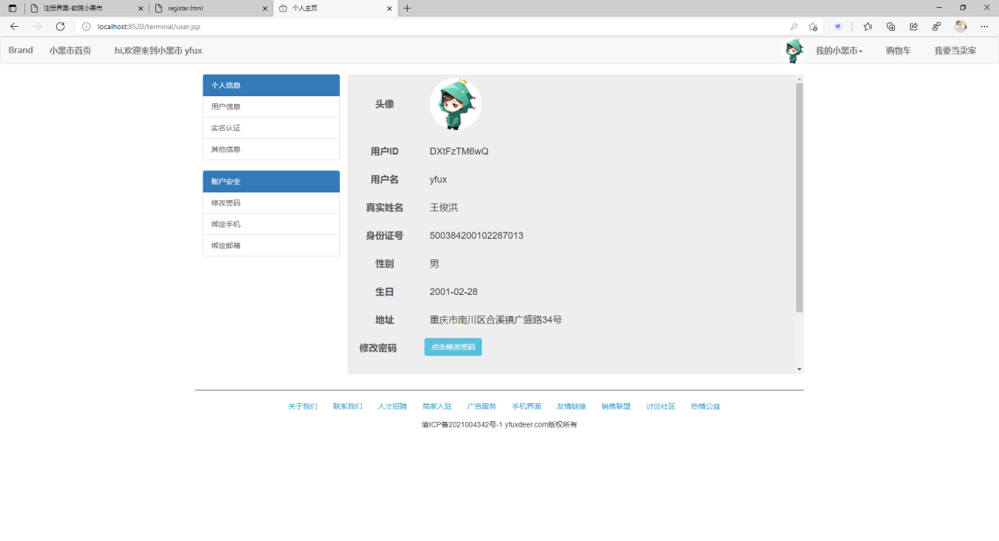 注册界面-软院小黑市
register.html
个人主页
localhost:8520/terminal/user.jsp
Brand 小黑市首页 hi,欢迎来到小黑市 yfux 我的小黑市 购物车 我要当卖家
个人信息
用户信息
实名认证
其他信息
账户安全
修改密码
绑定手机
绑定邮箱
头像
用户ID DXtFzTM6wQ
用户名 yfux
真实姓名 王俊洪
身份证号 500384200102287013
性别 男
生日 2001-02-28
地址 重庆市南川区合溪镇广盛路34号
修改密码 点击修改密码
关于我们 联系我们 人才招聘 商家入驻 广告服务 手机界面 友情链接 销售联盟 讨论社区 热情公益
渝ICP备2021004342号-1 yfuxdeer.com版权所有